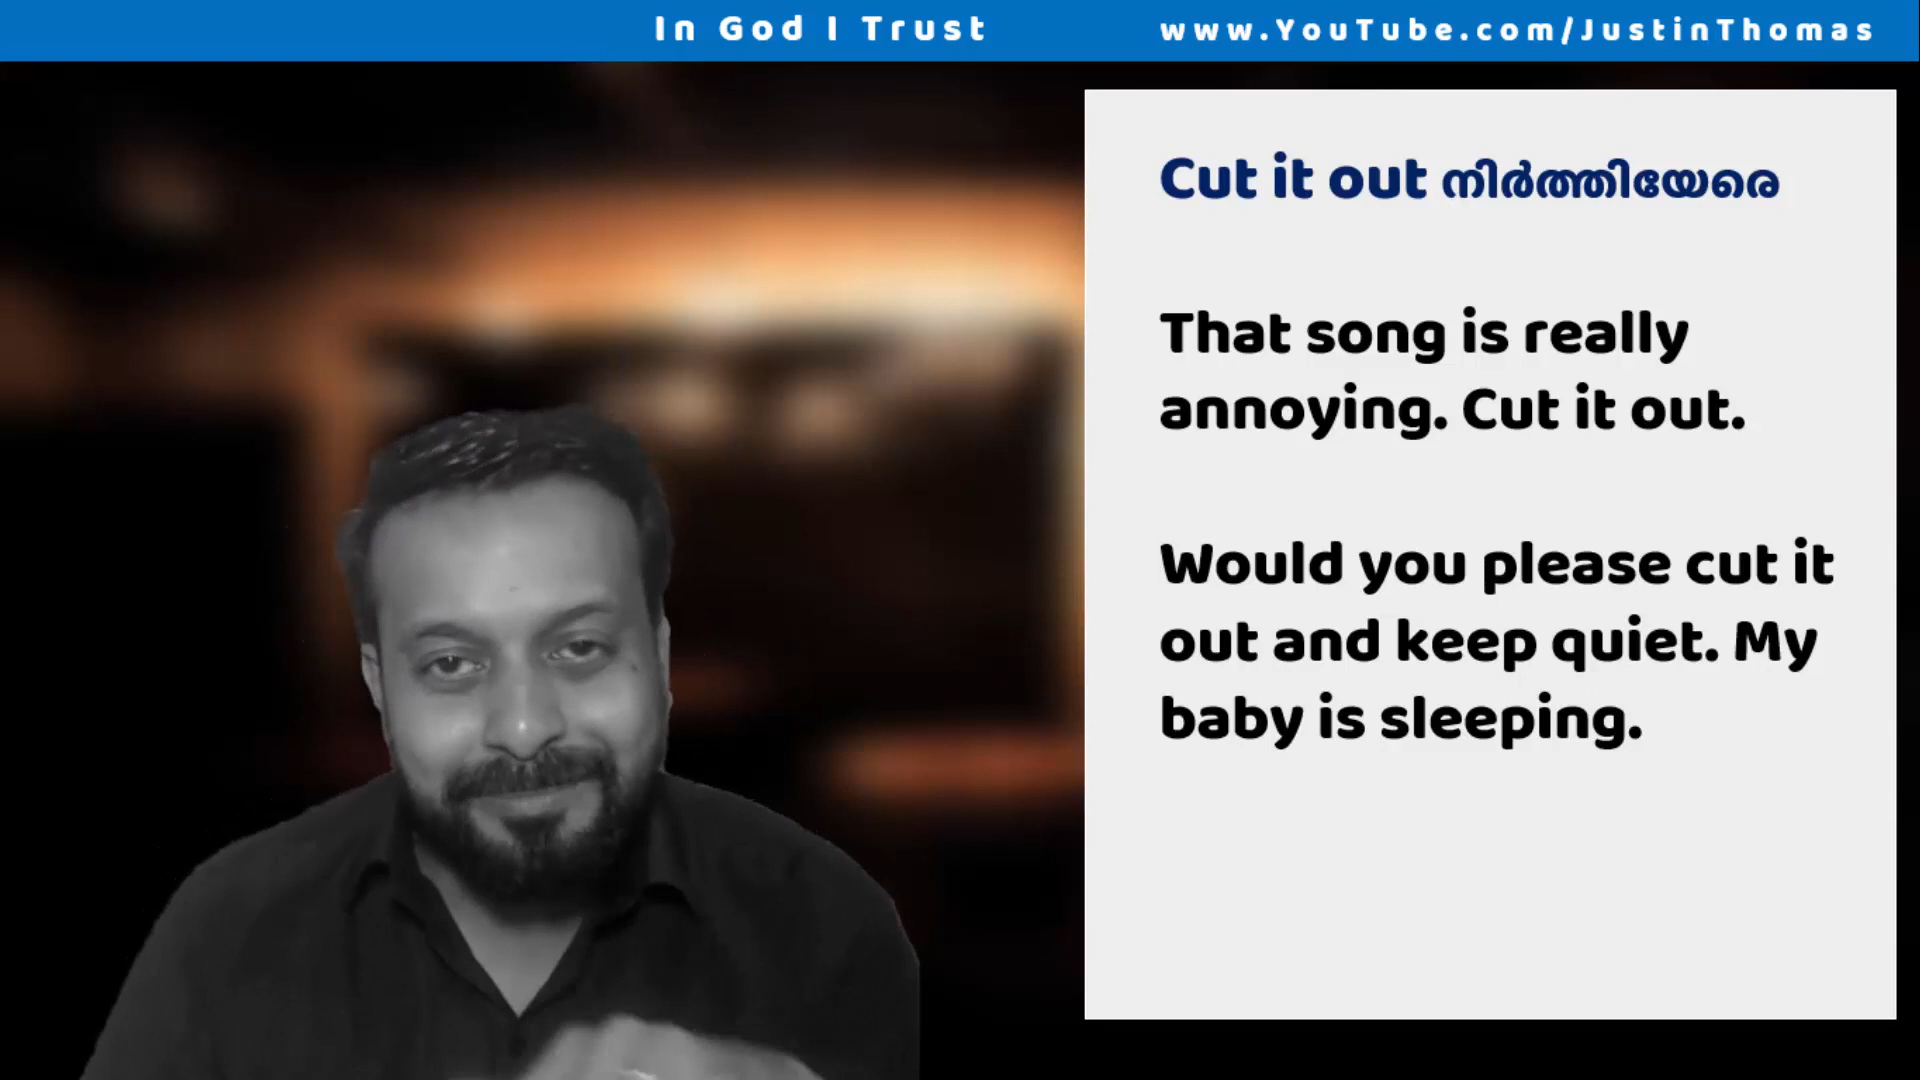 In God I Trust
www.YouTube.com/JustinThomas
Cut it out നിർത്തിയേരെ
That song is really
annoying. Cut it out.
Would you please cut it
out and keep quiet. My
baby is sleeping.